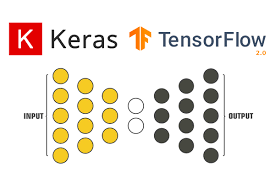 K Keras
TensorFlow
2.0
INPUT
OUTPUT